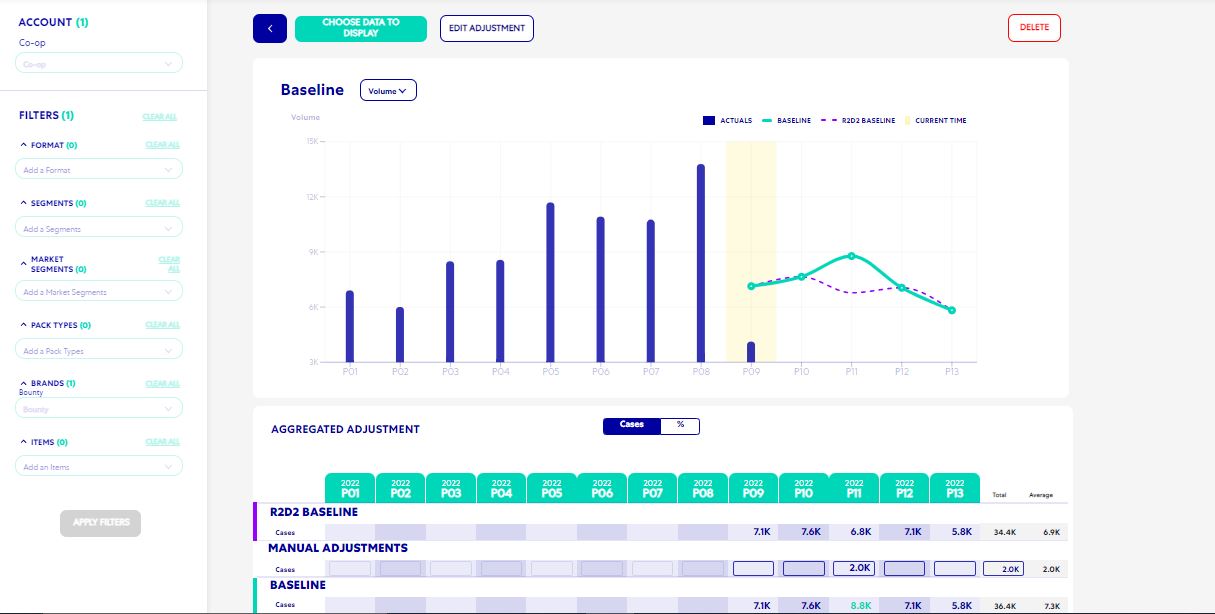 ACCOUNT (1)
Co-op
Co-op
FILTERS (1) CLEAR ALL
FORMAT (0) CLEAR ALL
Add a Format
SEGMENTS (0) CLEAR ALL
Add a Segments
MARKET
SEGMENTS (0)
CLEAR
ALL
Add a Market Segments
PACK TYPES (0) CLEAR ALL
Add a Pack Types
BRANDS (1) CLEAR ALL
Bounty
Bounty
ITEMS (0) CLEAR ALL
Add an Items
APPLY FILTERS
CHOOSE DATA TO
DISPLAY
EDIT ADJUSTMENT
DELETE
Baseline
Volume
Volume
ACTUALS BASELINE R2D2 BASELINE CURRENT TIME
15K
12K
9K
6K
3K
P01 P02 P03 P04 P05 P06 P07 P08 P09 P10 P11 P12 P13
AGGREGATED ADJUSTMENT
Cases %
2022 2022 2022 2022 2022 2022 2022 2022 2022 2022 2022 2022 2022
P01 P02 P03 P04 P05 P06 P07 P08 P09 P10 P11 P12 P13 Total Average
R2D2 BASELINE
Cases 7.1K 7.6K 6.8K 7.1K 5.8K 34.4K 6.9K
MANUAL ADJUSTMENTS
Cases 2.0K 2.0K 2.0K
BASELINE
Cases 7.1K 7.6K 8.8K 7.1K 5.8K 36.4K 7.3K